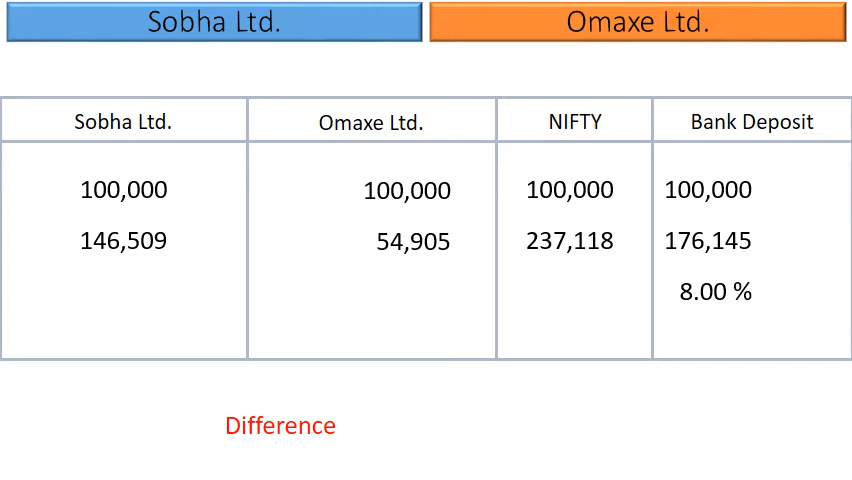 Sobha Ltd. Omaxe Ltd.
Sobha Ltd. Omaxe Ltd. NIFTY Bank Deposit
100,000 100,000 100,000 100,000
146,509 54,905 237,118 176,145
8.00 %
Difference